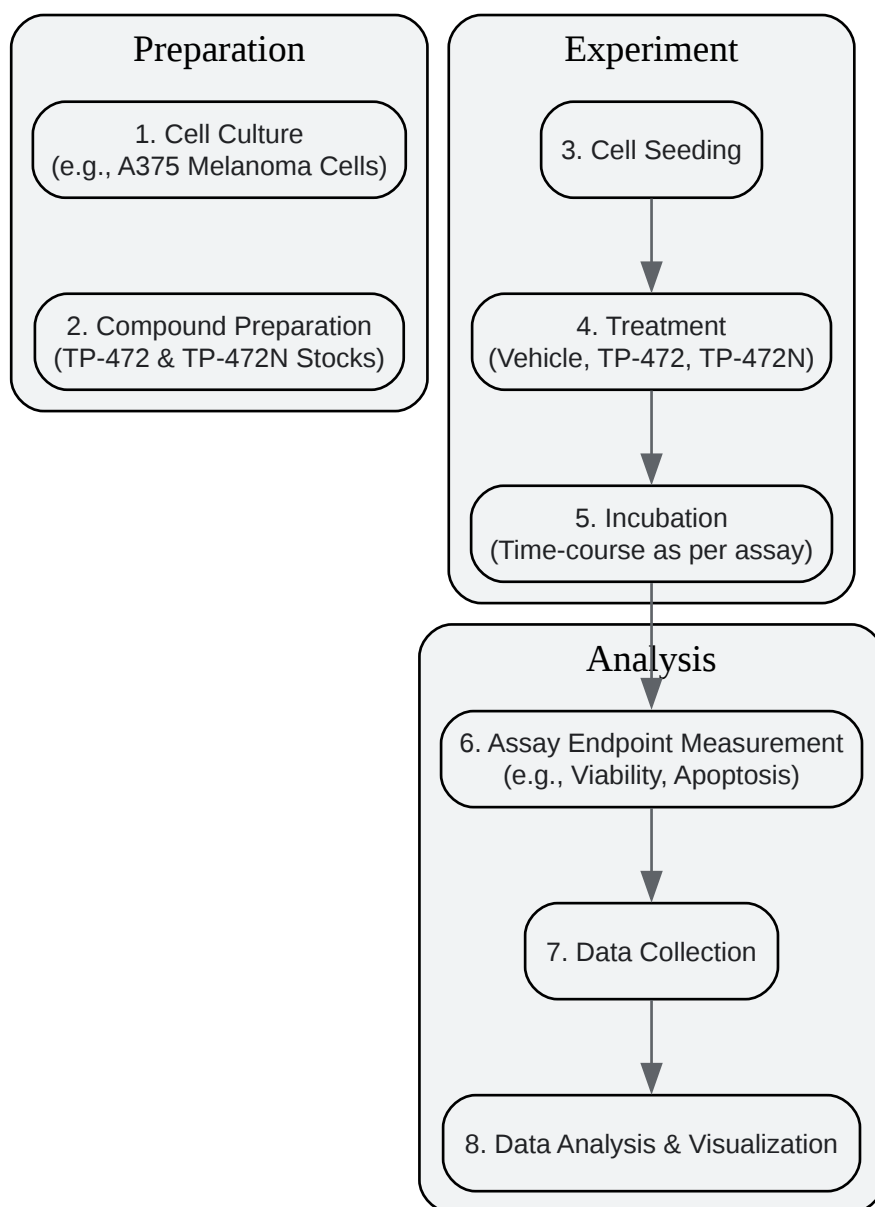 Preparation
1. Cell Culture
(e.g., A375 Melanoma Cells)
2. Compound Preparation
(TP-472 & TP-472N Stocks)
Experiment
3. Cell Seeding
4. Treatment
(Vehicle, TP-472, TP-472N)
5. Incubation
(Time-course as per assay)
Analysis
6. Assay Endpoint Measurement
(e.g., Viability, Apoptosis)
7. Data Collection
8. Data Analysis & Visualization